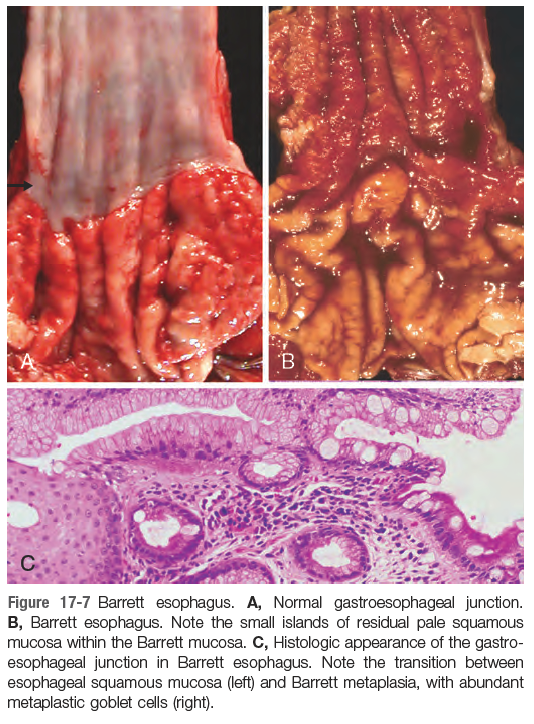 A
B
C
Figure 17-7 Barrett esophagus. A, Normal gastroesophageal junction.
B, Barrett esophagus. Note the small islands of residual pale squamous
mucosa within the Barrett mucosa. C, Histologic appearance of the gastro-
esophageal junction in Barrett esophagus. Note the transition between
esophageal squamous mucosa (left) and Barrett metaplasia, with abundant
metaplastic goblet cells (right).